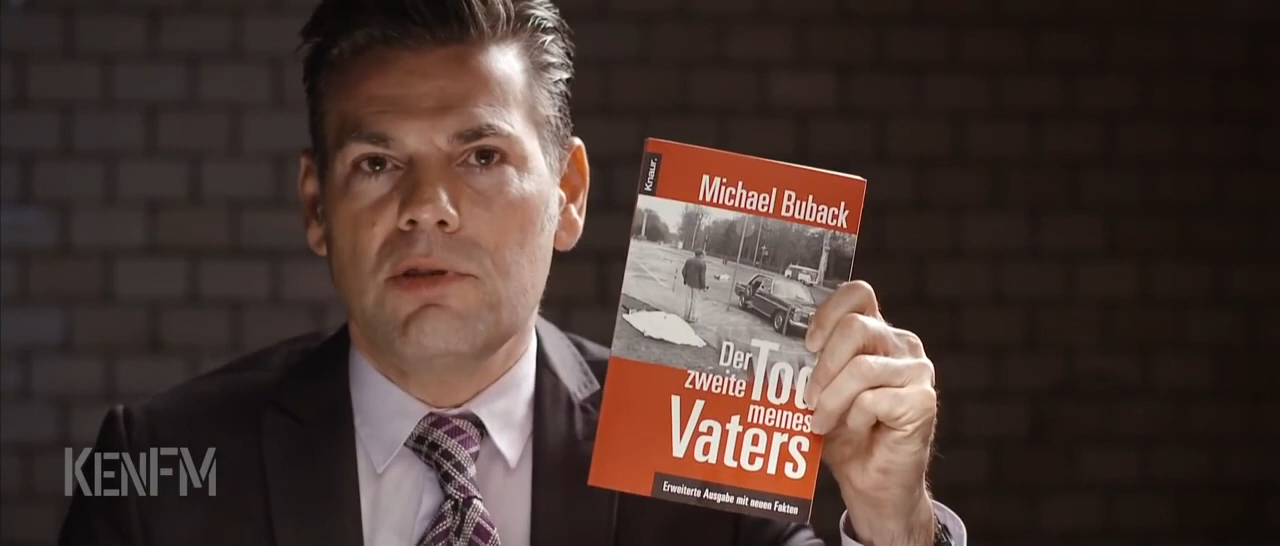 Knaur.
Michael Buback
Der
zweite Tod
meines
Vaters
Erweiterte Ausgabe mit neuen Fakten
KENFM